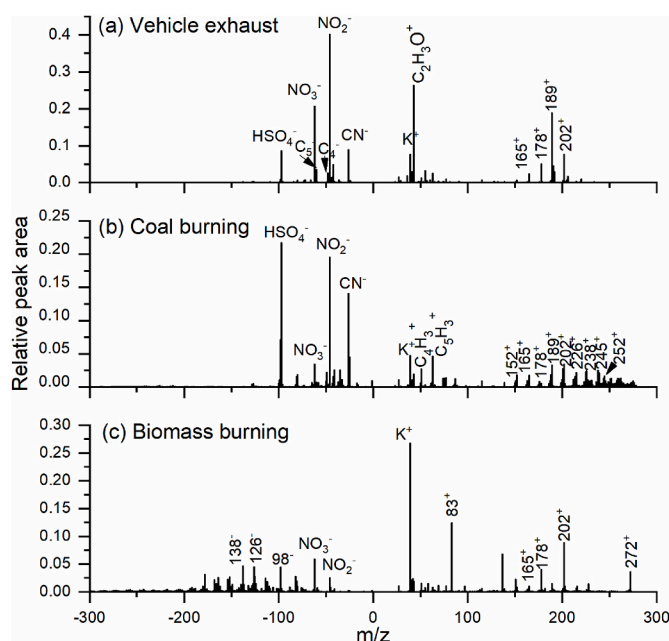 (a) Vehicle exhaust
NO₂⁻
C₂H₃O⁺
NO₃⁻
189⁺
HSO₄⁻
C₅⁻
C₄⁻
CN⁻
K⁺
165⁺
178⁺
202⁺
0.4
0.3
0.2
0.1
0.0
(b) Coal burning
HSO₄⁻
NO₂⁻
CN⁻
NO₃⁻
K⁺
C₄H₃⁺
C₅H₃⁺
152⁺
165⁺
178⁺
189⁺
202⁺
226⁺
238⁺
245⁺
252⁺
0.25
0.20
0.15
0.10
0.05
0.00
Relative peak area
(c) Biomass burning
K⁺
83⁺
138⁻
126⁻
98⁻
NO₃⁻
NO₂⁻
165⁺
178⁺
202⁺
272⁺
0.30
0.25
0.20
0.15
0.10
0.05
0.00
-300 -200 -100 0 100 200 300
m/z